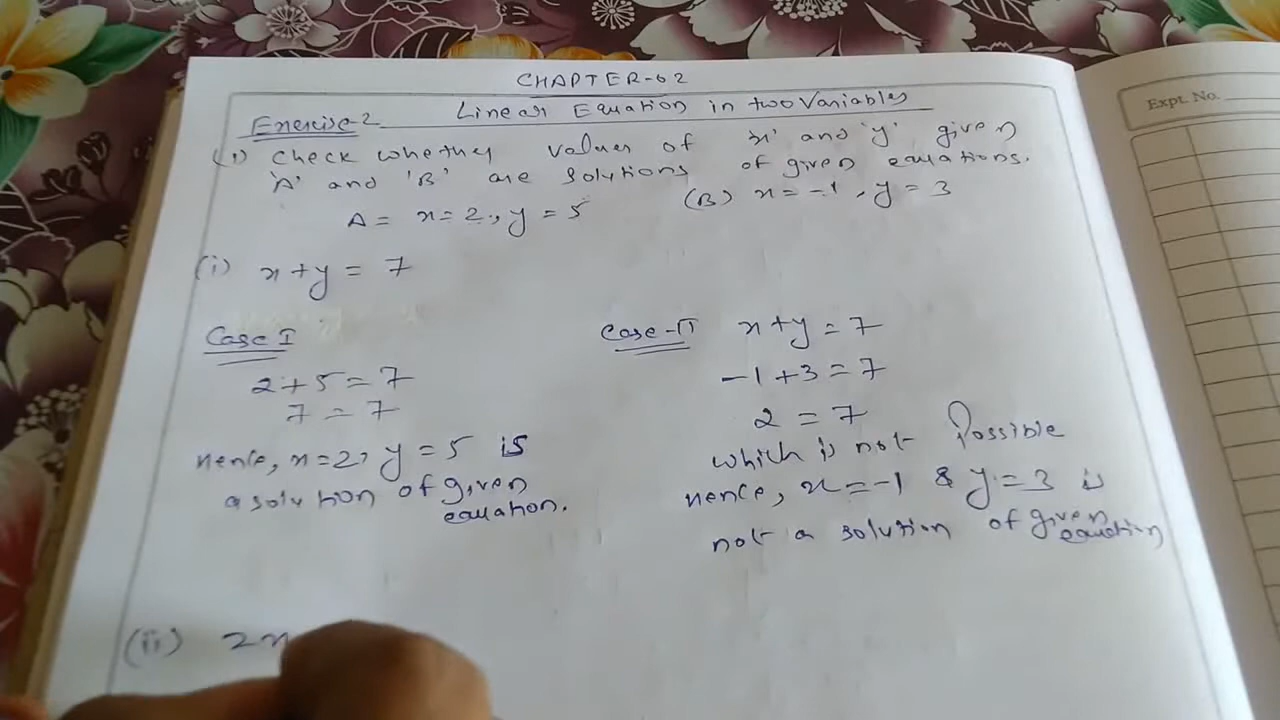 CHAPTER-02
Linear Equation in two Variables
Exercise-2
(1) Check whether values of 'x' and 'y' given
'A' and 'B' are solutions of given equations.
A = x=2, y = 5 (B) x=-1, y=3
(i) x+y = 7
Case I
2+5=7
7 = 7
hence, x=2, y=5 is
a solution of given
equation.
Case-II x+y=7
-1+3=7
2 = 7
which is not Possible
hence, x=-1 & y=3 is
not a solution of given
equation
(ii) 2x
Expt. No.